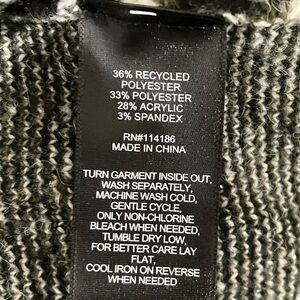 36% RECYCLED
POLYESTER
33% POLYESTER
28% ACRYLIC
3% SPANDEX
RN#114186
MADE IN CHINA
TURN GARMENT INSIDE OUT,
WASH SEPARATELY,
MACHINE WASH COLD,
GENTLE CYCLE,
ONLY NON-CHLORINE
BLEACH WHEN NEEDED,
TUMBLE DRY LOW,
FOR BETTER CARE LAY
FLAT.
COOL IRON ON REVERSE
WHEN NEEDED